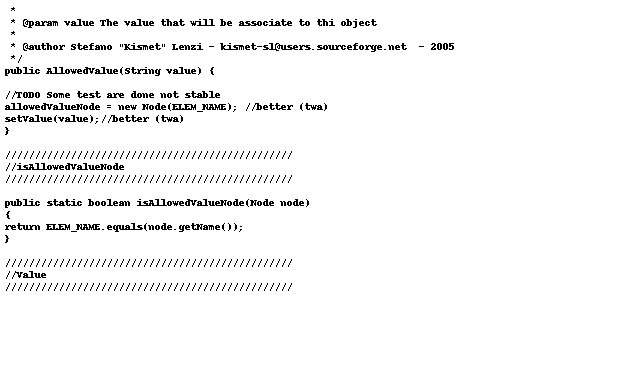 *
* @param value The value that will be associate to thi object
*
* @author Stefano "Kismet" Lenzi - kismet-sl@users.sourceforge.net  - 2005
*/
public AllowedValue(String value) {

//TODO Some test are done not stable
allowedValueNode = new Node(ELEM_NAME);  //better (twa)
setValue(value);//better (twa)
}

////////////////////////////////////////////////
//isAllowedValueNode
////////////////////////////////////////////////

public static boolean isAllowedValueNode(Node node)
{
return ELEM_NAME.equals(node.getName());
}

////////////////////////////////////////////////
//Value
////////////////////////////////////////////////